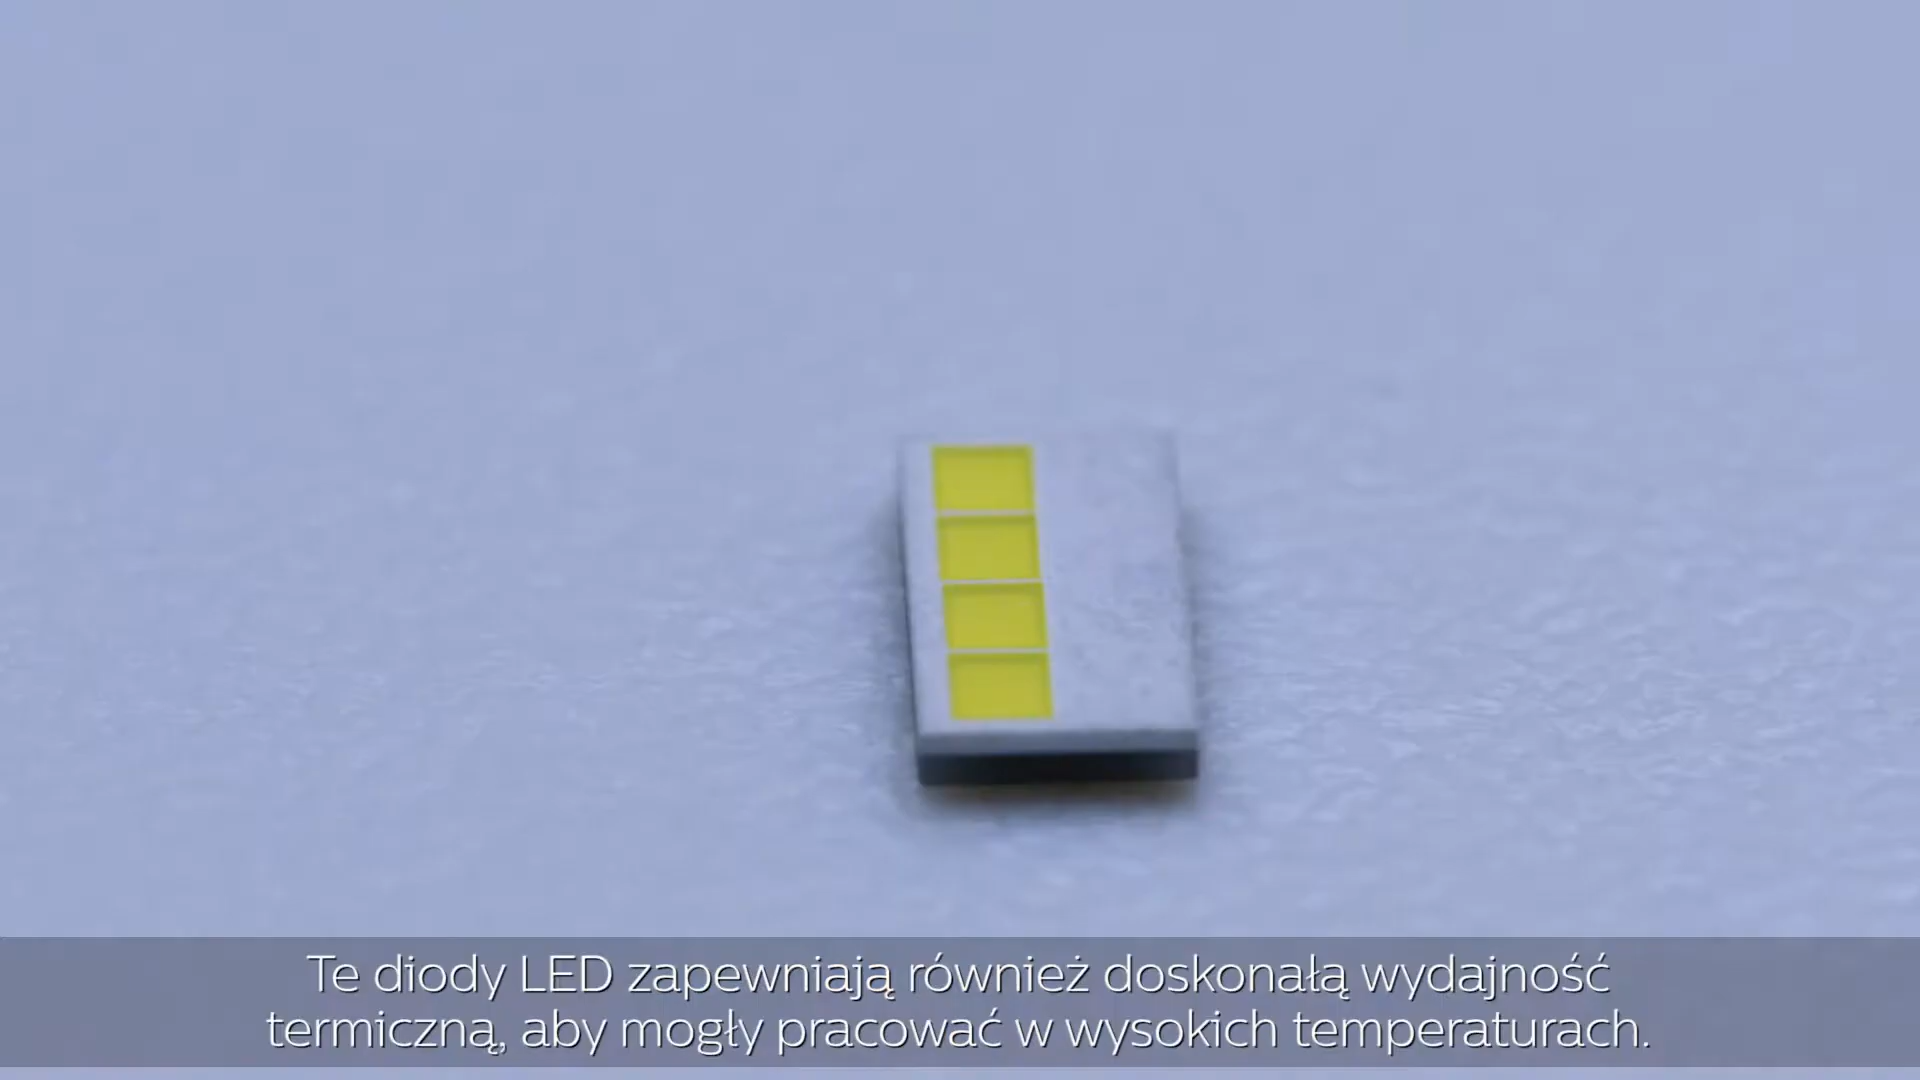 Te diody LED zapewniają również doskonałą wydajność
termiczną, aby mogły pracować w wysokich temperaturach.